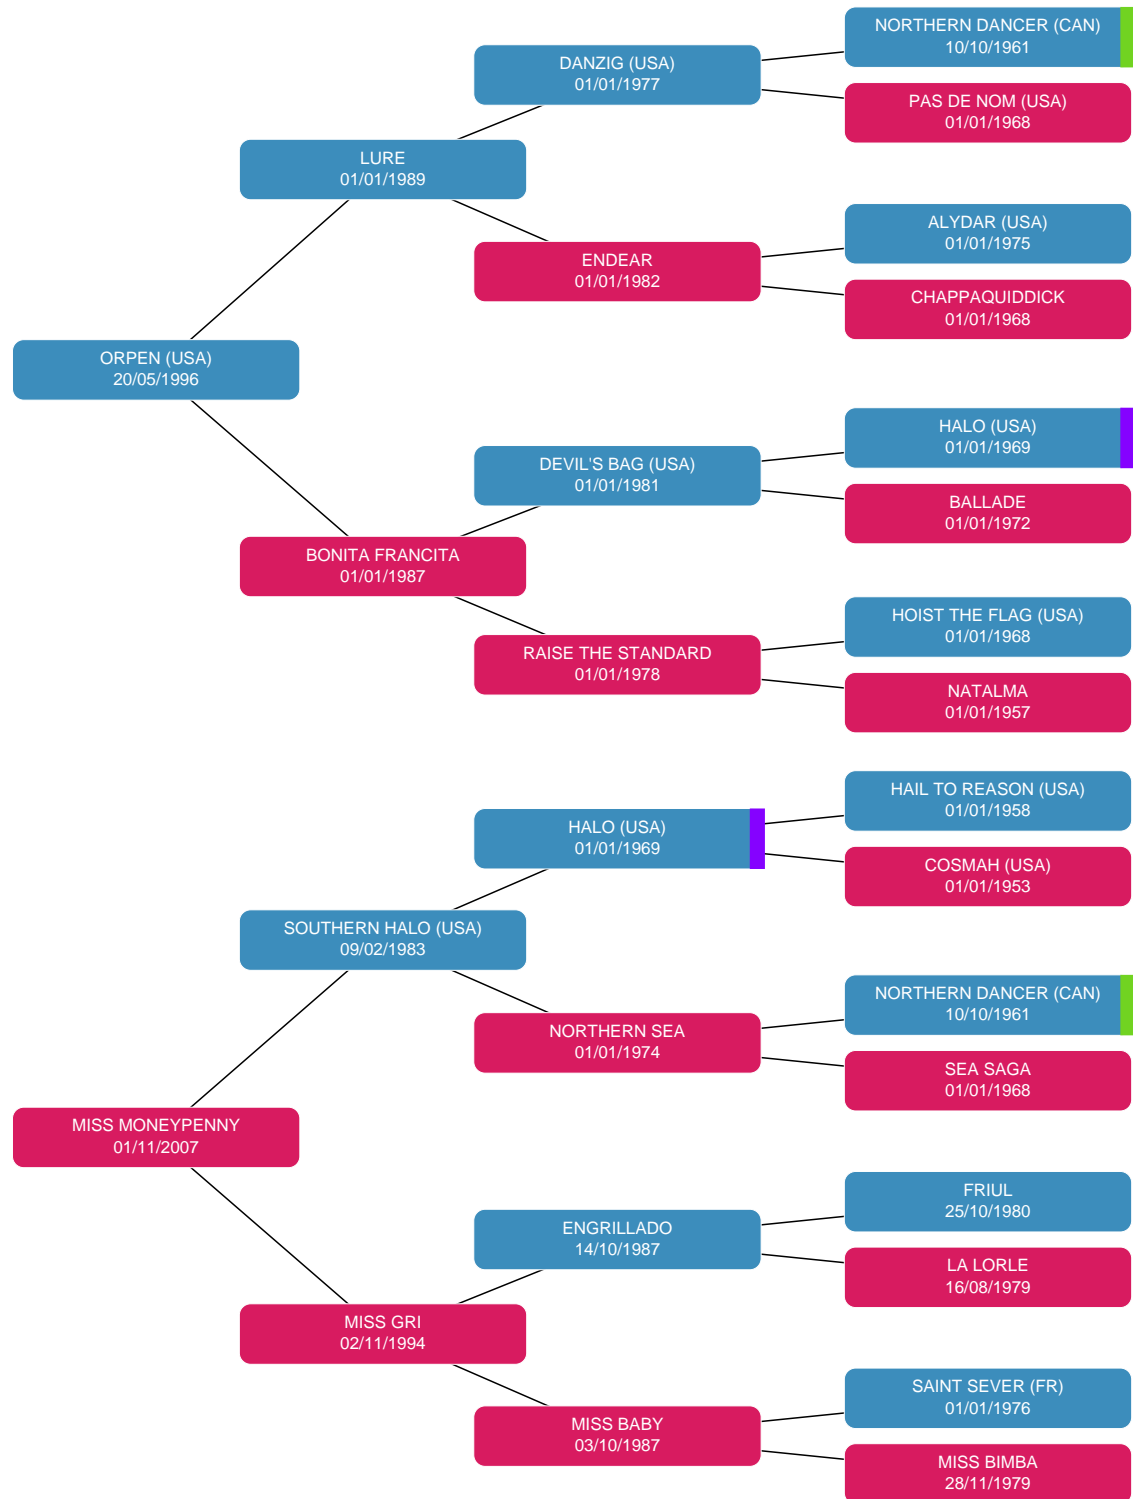 NORTHERN DANCER (CAN)
10/10/1961
DANZIG (USA)
01/01/1977
PAS DE NOM (USA)
01/01/1968
LURE
01/01/1989
ALYDAR (USA)
01/01/1975
ENDEAR
01/01/1982
CHAPPAQUIDDICK
01/01/1968
ORPEN (USA)
20/05/1996
HALO (USA)
01/01/1969
DEVIL'S BAG (USA)
01/01/1981
BALLADE
01/01/1972
BONITA FRANCITA
01/01/1987
HOIST THE FLAG (USA)
01/01/1968
RAISE THE STANDARD
01/01/1978
NATALMA
01/01/1957
HAIL TO REASON (USA)
01/01/1958
HALO (USA)
01/01/1969
COSMAH (USA)
01/01/1953
SOUTHERN HALO (USA)
09/02/1983
NORTHERN DANCER (CAN)
10/10/1961
NORTHERN SEA
01/01/1974
SEA SAGA
01/01/1968
MISS MONEYPENNY
01/11/2007
FRIUL
25/10/1980
ENGRILLADO
14/10/1987
LA LORLE
16/08/1979
MISS GRI
02/11/1994
SAINT SEVER (FR)
01/01/1976
MISS BABY
03/10/1987
MISS BIMBA
28/11/1979